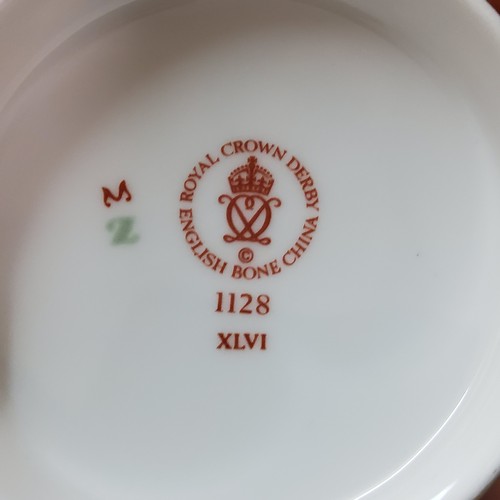 ROYAL CROWN DERBY
ENGLISH BONE CHINA
©
1128
XLVI
M
Z